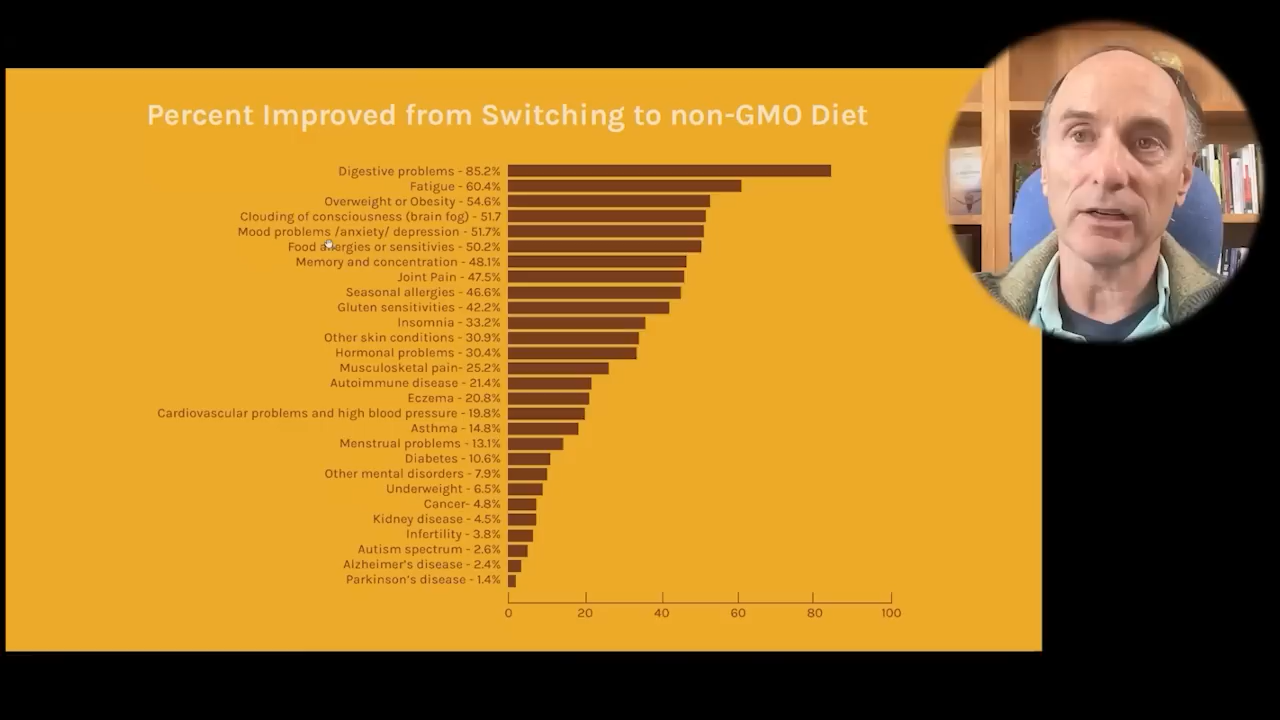 Percent Improved from Switching to non-GMO Diet
Digestive problems - 85.2%
Fatigue - 60.4%
Overweight or Obesity - 54.6%
Clouding of consciousness (brain fog) - 51.7
Mood problems /anxiety/ depression - 51.7%
Food allergies or sensitivies - 50.2%
Memory and concentration - 48.1%
Joint Pain - 47.5%
Seasonal allergies - 46.6%
Gluten sensitivities - 42.2%
Insomnia - 33.2%
Other skin conditions - 30.9%
Hormonal problems - 30.4%
Musculosketal pain- 25.2%
Autoimmune disease - 21.4%
Eczema - 20.8%
Cardiovascular problems and high blood pressure - 19.8%
Asthma - 14.8%
Menstrual problems - 13.1%
Diabetes - 10.6%
Other mental disorders - 7.9%
Underweight - 6.5%
Cancer- 4.8%
Kidney disease - 4.5%
Infertility - 3.8%
Autism spectrum - 2.6%
Alzheimer's disease - 2.4%
Parkinson's disease - 1.4%
0 20 40 60 80 100